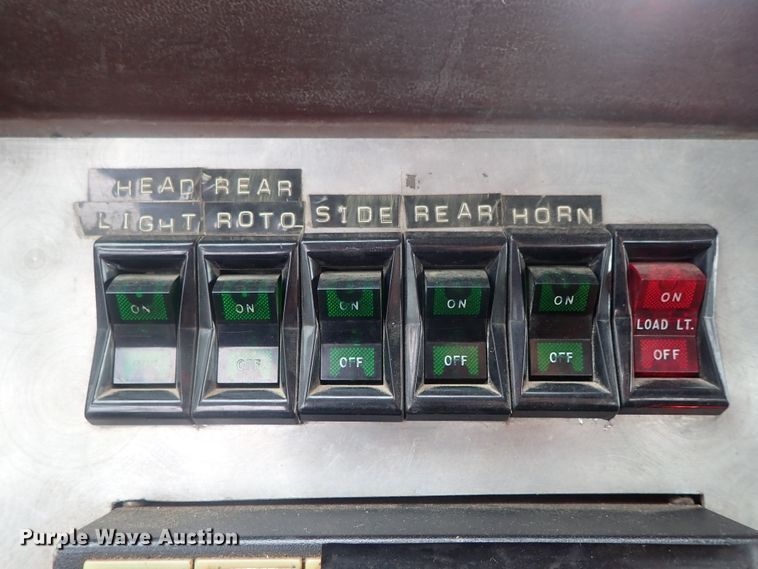 HEAD REAR
LIGHT ROTO SIDE REAR HORN
ON ON ON ON ON ON
LOAD LT.
OFF OFF OFF OFF OFF
Purple Wave Auction